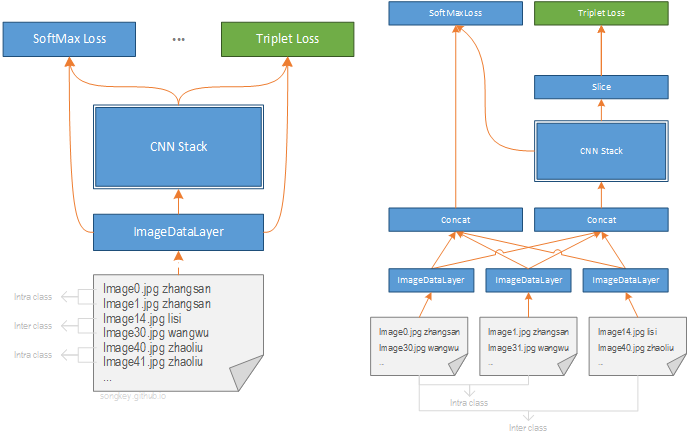 SoftMax Loss
...
Triplet Loss
CNN Stack
ImageDataLayer
Image0.jpg zhangsan
Image1.jpg zhangsan
Image14.jpg lisi
Image30.jpg wangwu
Image40.jpg zhaoliu
Image41.jpg zhaoliu
...
Intra class
Inter class
Intra class
songkey.github.io
SoftMaxLoss
Triplet Loss
Slice
CNN Stack
Concat
Concat
ImageDataLayer
ImageDataLayer
ImageDataLayer
Image0.jpg zhangsan
Image30.jpg wangwu
...
Image1.jpg zhangsan
Image31.jpg wangwu
...
Image14.jpg lisi
Image40.jpg zhaoliu
...
Intra class
Inter class